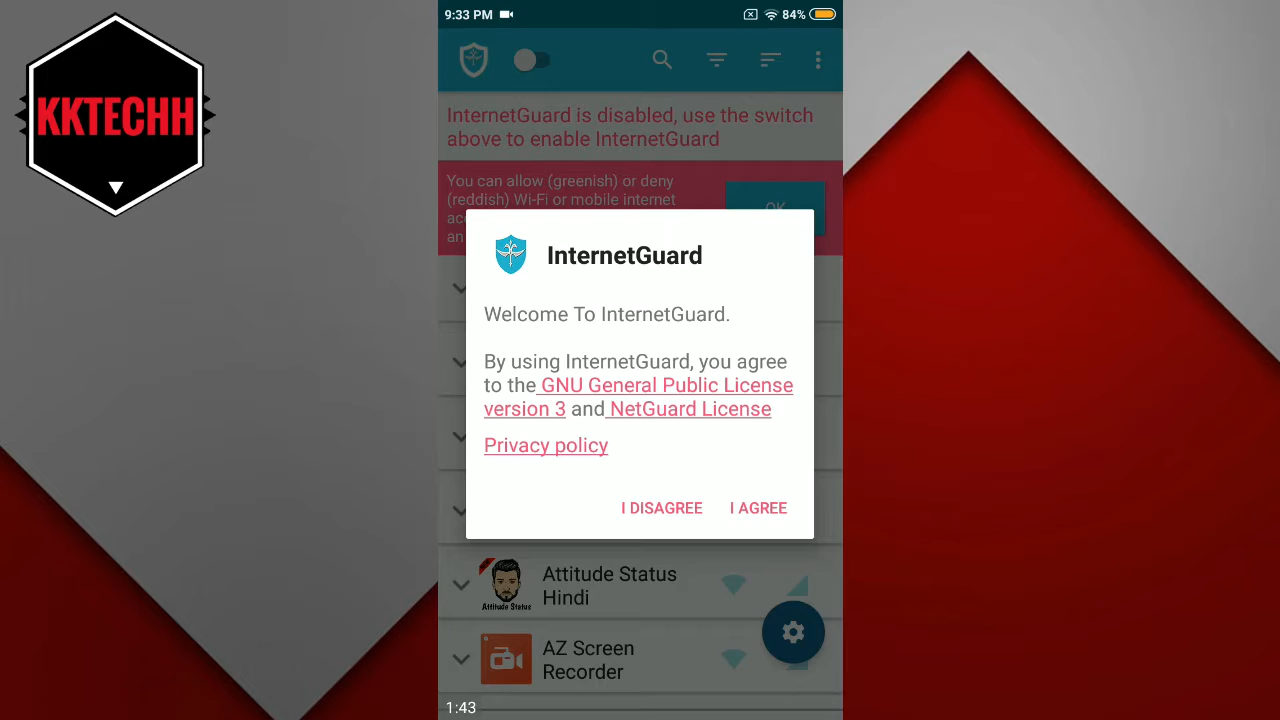 KKTECHH
9:33 PM
84%
InternetGuard is disabled, use the switch
above to enable InternetGuard
You can allow (greenish) or deny
(reddish) Wi-Fi or mobile internet
OK
InternetGuard
Welcome To InternetGuard.
By using InternetGuard, you agree
to the GNU General Public License
version 3 and NetGuard License
Privacy policy
I DISAGREE
I AGREE
Attitude Status
Attitude Status
Hindi
AZ Screen
Recorder
1:43